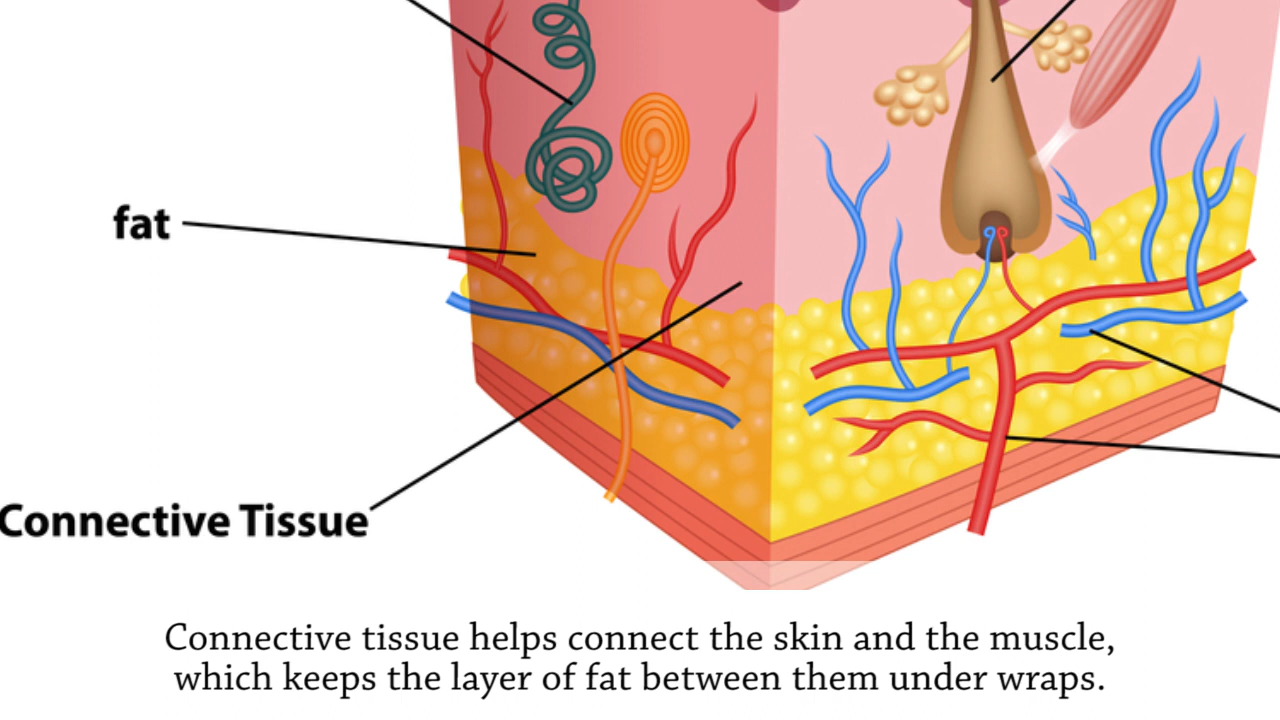 fat
Connective Tissue
Connective tissue helps connect the skin and the muscle,
which keeps the layer of fat between them under wraps.